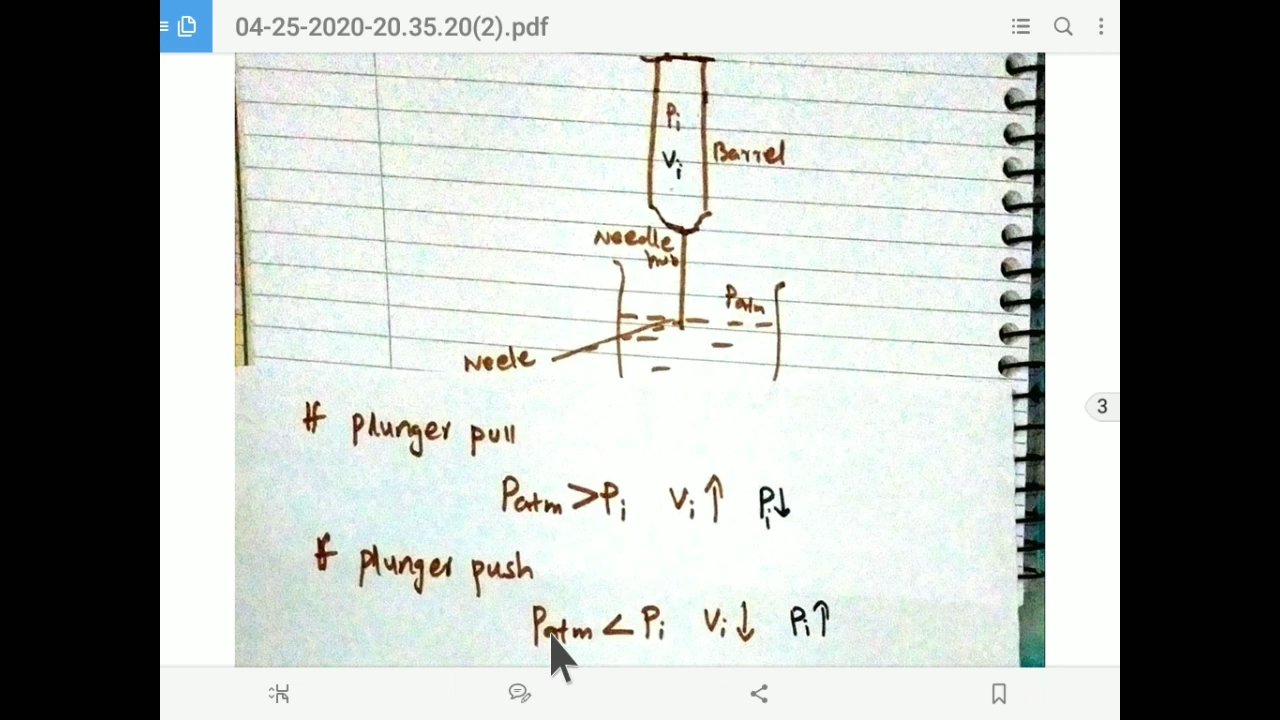 04-25-2020-20.35.20(2).pdf
Pi
Vi
Barrel
Needle
hub
Patm
Neele
3
If plunger pull
Patm > Pi Vi ↑ Pi ↓
If plunger push
Patm < Pi Vi ↓ Pi ↑